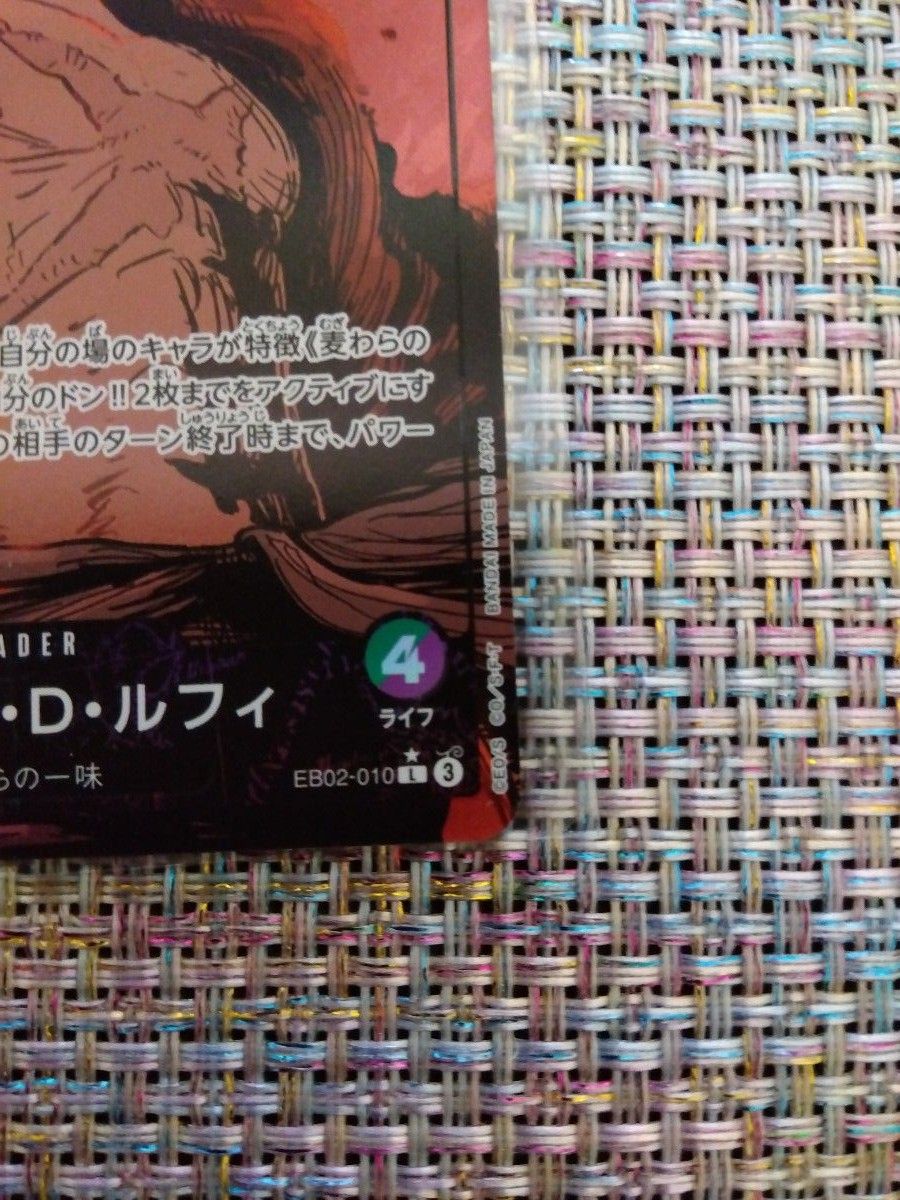 自分の場のキャラが特徴《麦わらの
分のドン!!2枚までをアクティブにす
の相手のターン終了時まで、パワー
BANDAI MADE IN JAPAN
ADER
4
・D・ルフィ
ライフ
らの一味
EB02-010 L 3